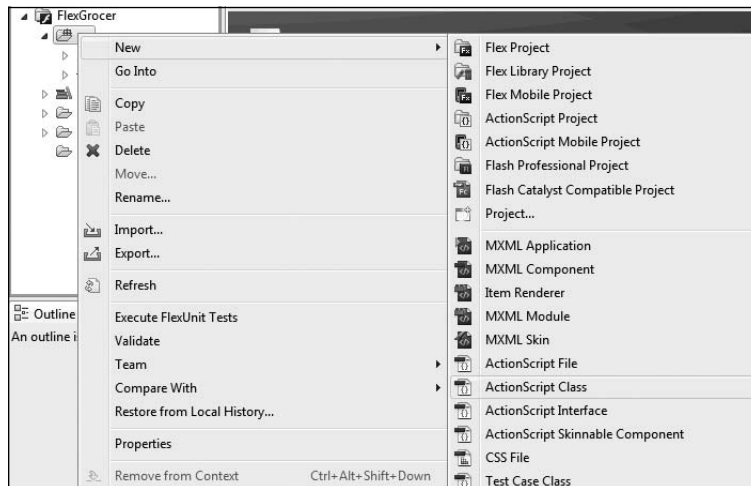 FlexGrocer
New
Go Into
Copy
Paste
Delete
Move...
Rename...
Import...
Export...
Refresh
Execute FlexUnit Tests
Validate
Team
Compare With
Restore from Local History...
Properties
Remove from Context Ctrl+Alt+Shift+Down
Flex Project
Flex Library Project
Flex Mobile Project
ActionScript Project
ActionScript Mobile Project
Flash Professional Project
Flash Catalyst Compatible Project
Project...
MXML Application
MXML Component
Item Renderer
MXML Module
MXML Skin
ActionScript File
ActionScript Class
ActionScript Interface
ActionScript Skinnable Component
CSS File
Test Case Class
Outline
An outline i